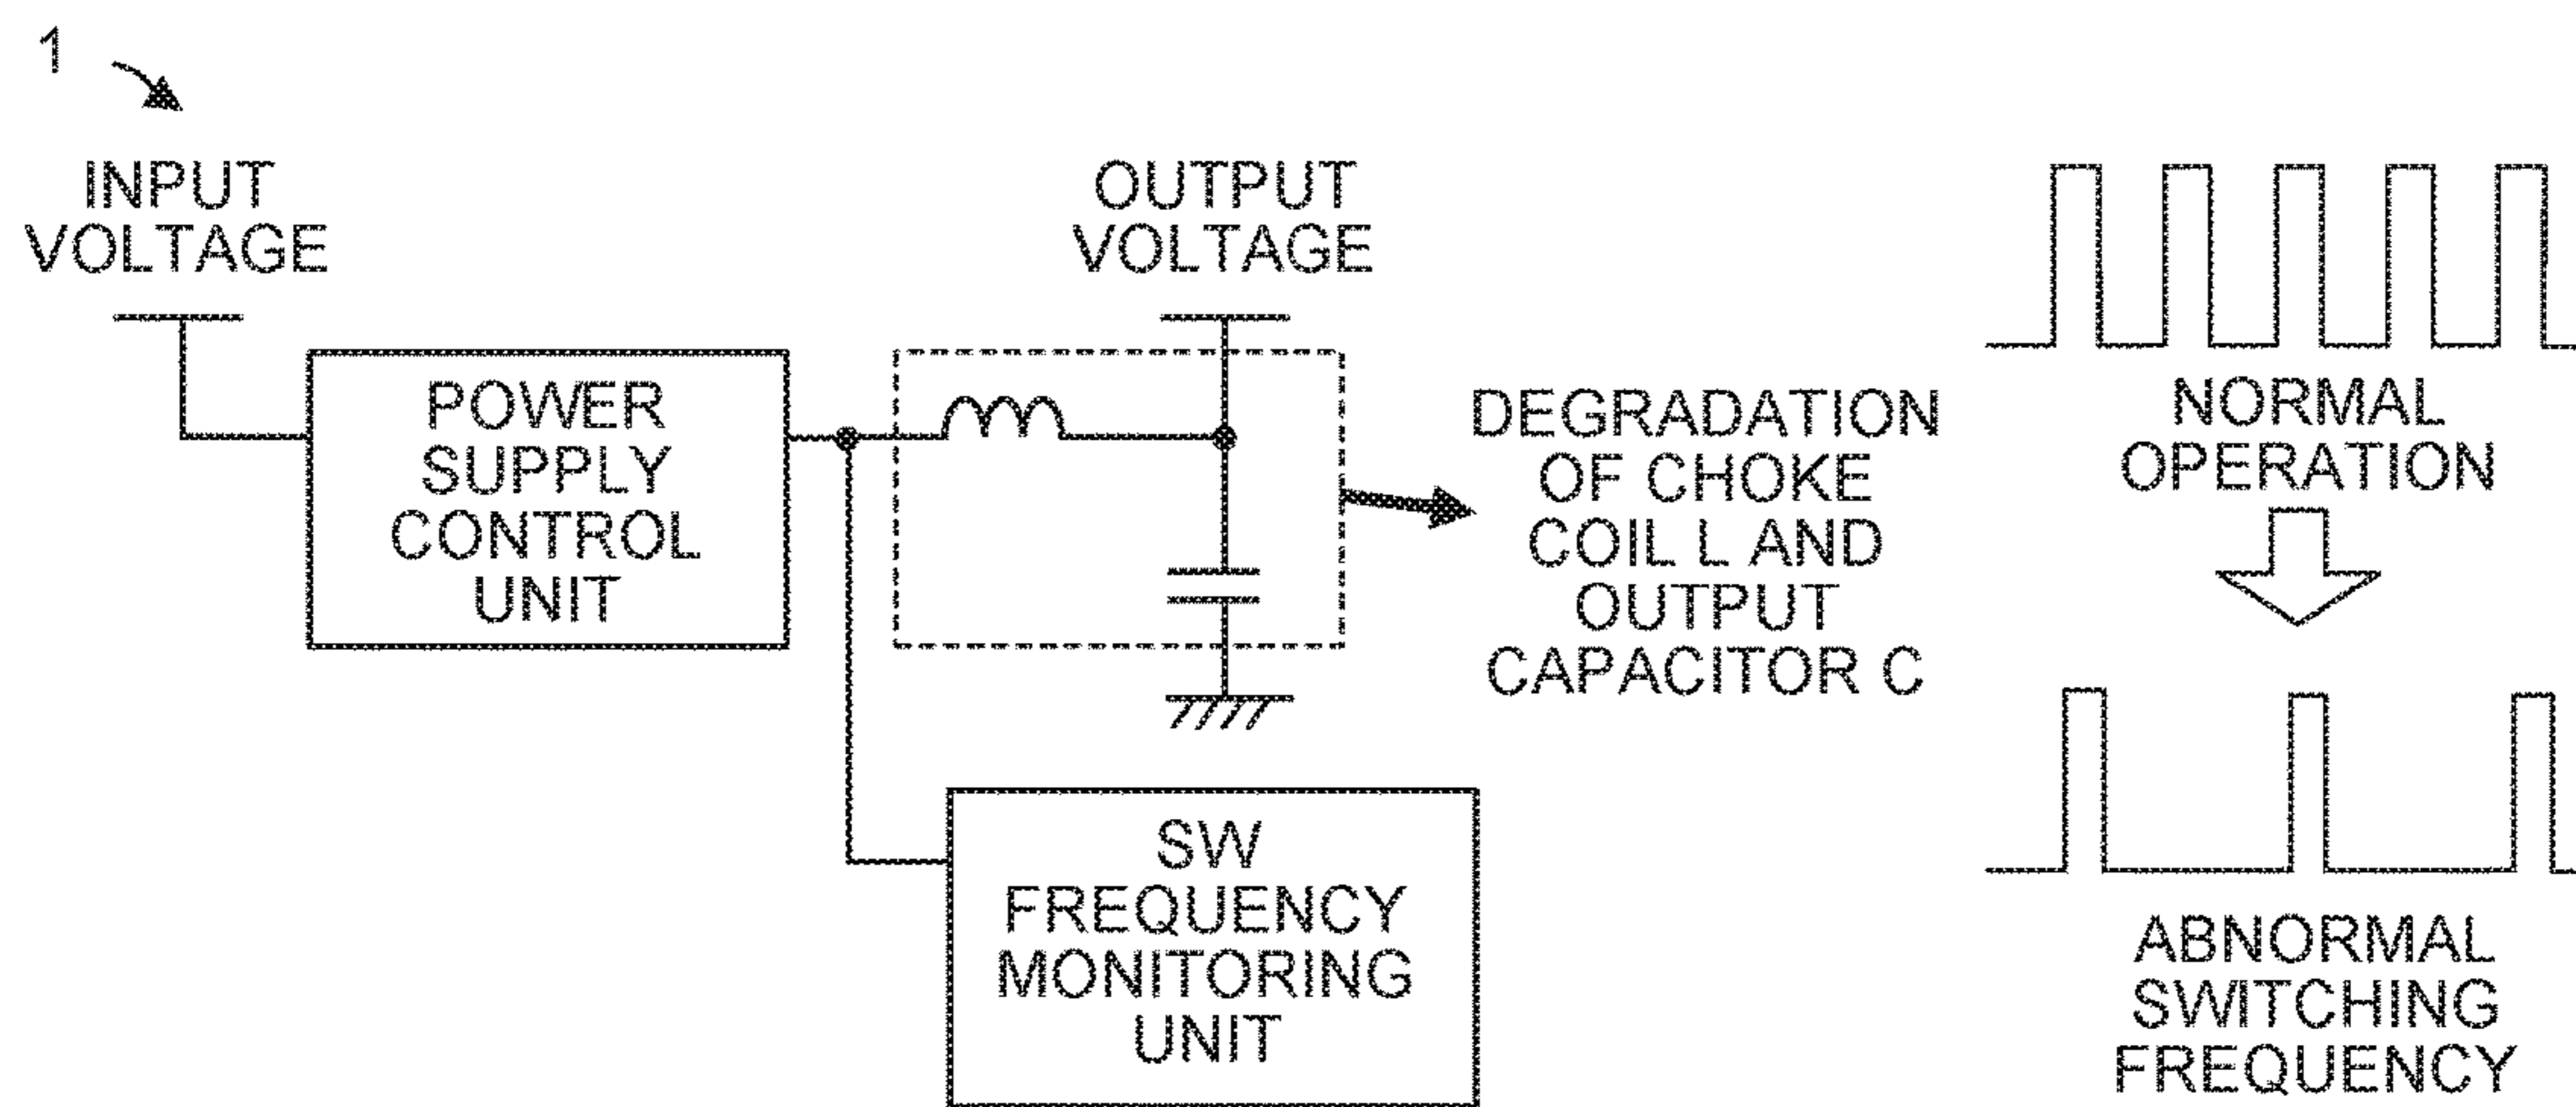 1
INPUT
VOLTAGE
OUTPUT
VOLTAGE
POWER
SUPPLY
CONTROL
UNIT
DEGRADATION
OF CHOKE
COIL L AND
OUTPUT
CAPACITOR C
SW
FREQUENCY
MONITORING
UNIT
NORMAL
OPERATION
ABNORMAL
SWITCHING
FREQUENCY